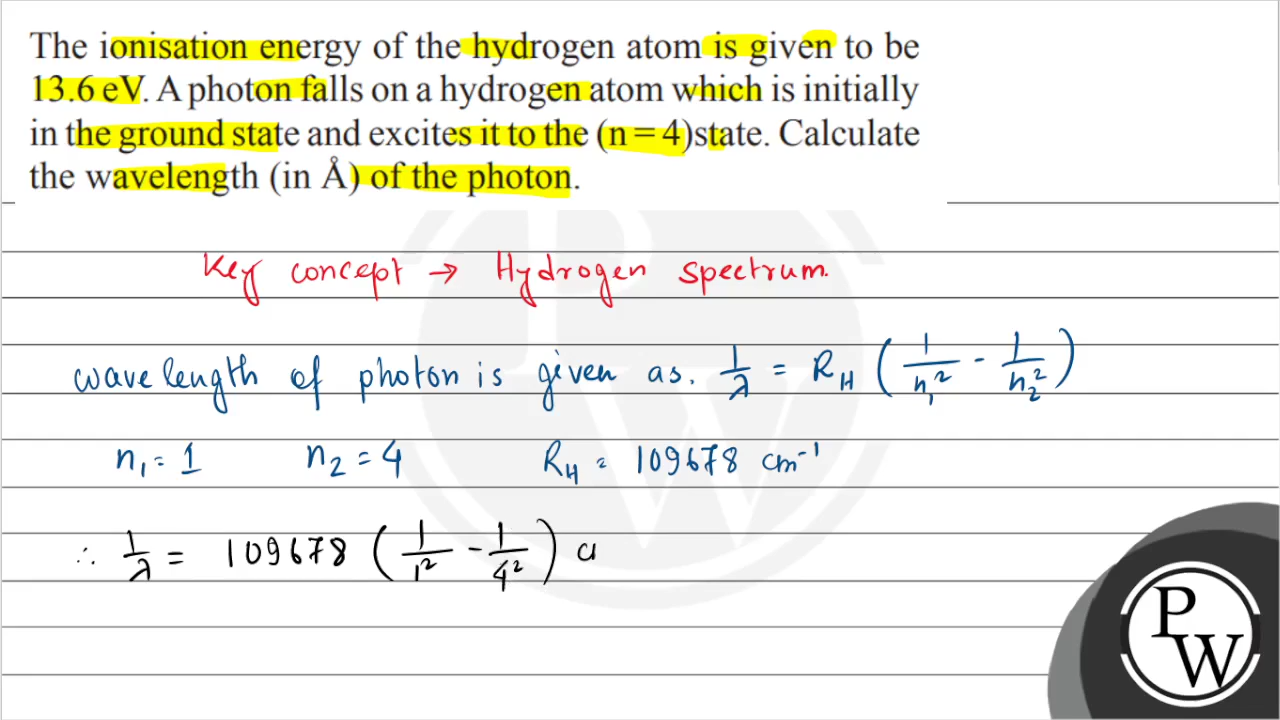 The ionisation energy of the hydrogen atom is given to be
13.6 eV. A photon falls on a hydrogen atom which is initially
in the ground state and excites it to the (n = 4)state. Calculate
the wavelength (in Å) of the photon.
Key concept → Hydrogen spectrum.
wavelength of photon is given as. 1/λ = R_H (1/n₁² - 1/n₂²)
n₁ = 1 n₂ = 4 R_H = 109678 cm⁻¹
∴ 1/λ = 109678 (1/1² - 1/4²) c
P
W